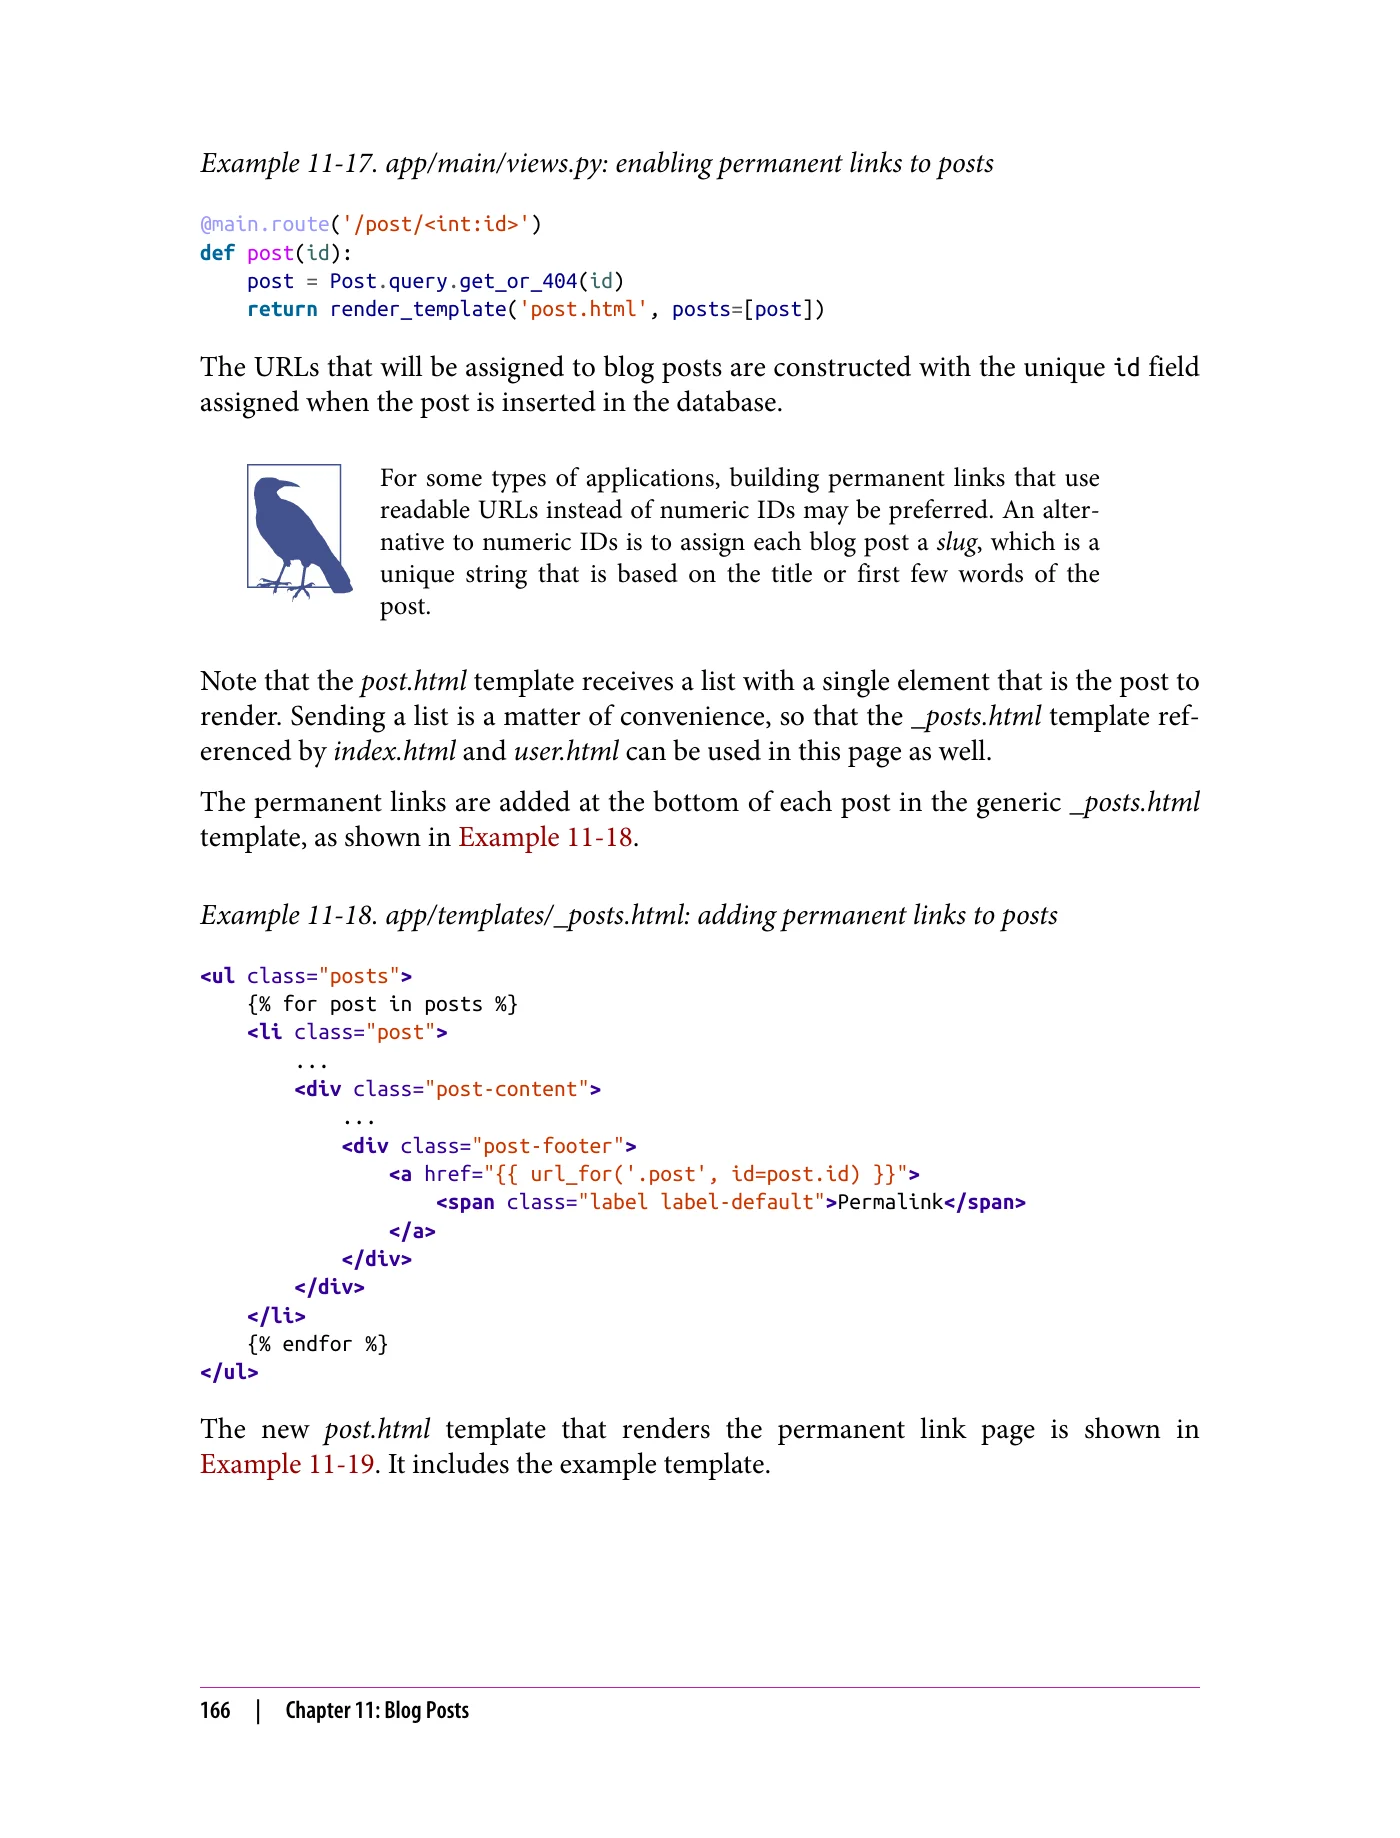 Example 11-17. app/main/views.py: enabling permanent links to posts
@main.route('/post/<int:id>')
def post(id):
    post = Post.query.get_or_404(id)
    return render_template('post.html', posts=[post])
The URLs that will be assigned to blog posts are constructed with the unique id field
assigned when the post is inserted in the database.
For some types of applications, building permanent links that use
readable URLs instead of numeric IDs may be preferred. An alter-
native to numeric IDs is to assign each blog post a slug, which is a
unique string that is based on the title or first few words of the
post.
Note that the post.html template receives a list with a single element that is the post to
render. Sending a list is a matter of convenience, so that the _posts.html template ref-
erenced by index.html and user.html can be used in this page as well.
The permanent links are added at the bottom of each post in the generic _posts.html
template, as shown in Example 11-18.
Example 11-18. app/templates/_posts.html: adding permanent links to posts
<ul class="posts">
    {% for post in posts %}
    <li class="post">
        ...
        <div class="post-content">
            ...
            <div class="post-footer">
                <a href="{{ url_for('.post', id=post.id) }}">
                    <span class="label label-default">Permalink</span>
                </a>
            </div>
        </div>
    </li>
    {% endfor %}
</ul>
The new post.html template that renders the permanent link page is shown in
Example 11-19. It includes the example template.
166 | Chapter 11: Blog Posts